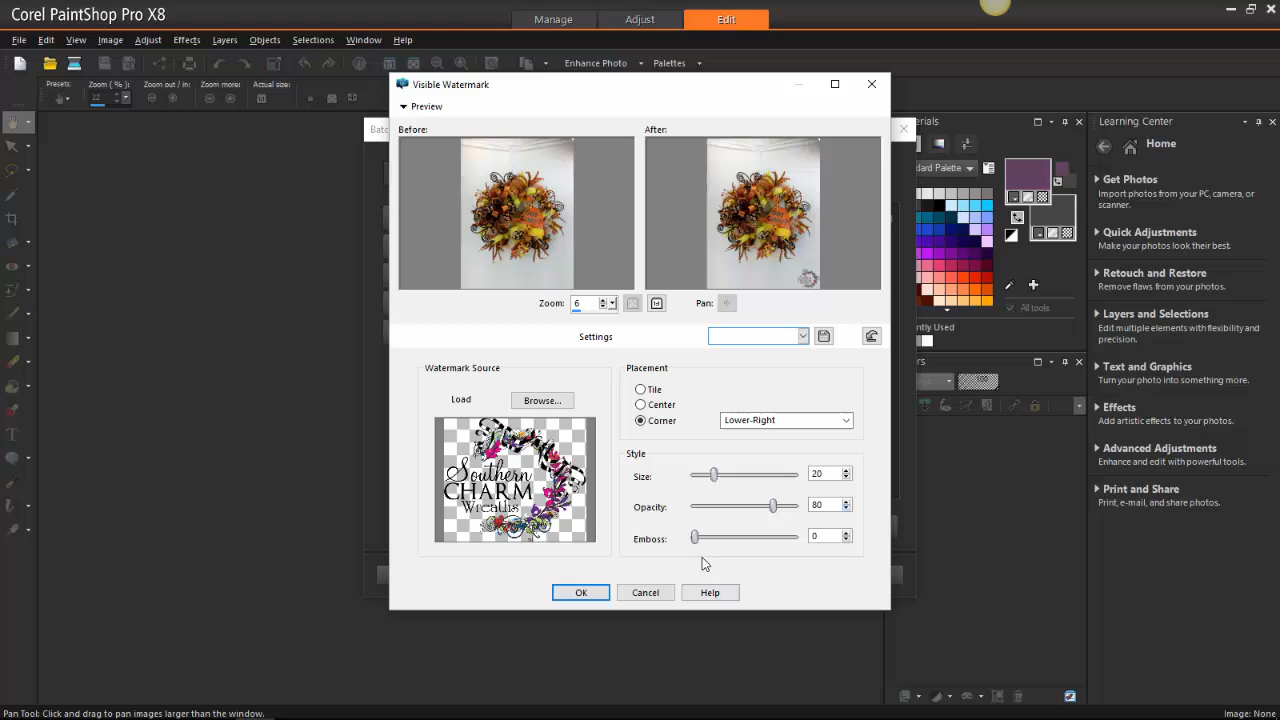 Corel PaintShop Pro X8
Manage
Adjust
Edit
File Edit View Image Adjust Effects Layers Objects Selections Window Help
Enhance Photo
Palettes
Presets:
Zoom ( % ):
Zoom out / in:
Zoom more:
Actual size:
22
Visible Watermark
Preview
Before:
After:
Zoom: 6
Pan:
Settings
Watermark Source
Load
Browse...
Southern
CHARM
Wreaths
Placement
Tile
Center
Corner
Lower-Right
Style
Size: 20
Opacity: 80
Emboss: 0
OK
Cancel
Help
All tools
Learning Center
Home
Get Photos
Import photos from your PC, camera, or
scanner.
Quick Adjustments
Make your photos look their best.
Retouch and Restore
Remove flaws from your photos.
Layers and Selections
Edit multiple elements with flexibility and
precision.
Text and Graphics
Turn your photo into something more.
Effects
Add artistic effects to your photos.
Advanced Adjustments
Enhance and edit with powerful tools.
Print and Share
Print, e-mail, and share photos.
Pan Tool: Click and drag to pan images larger than the window.
Image: None